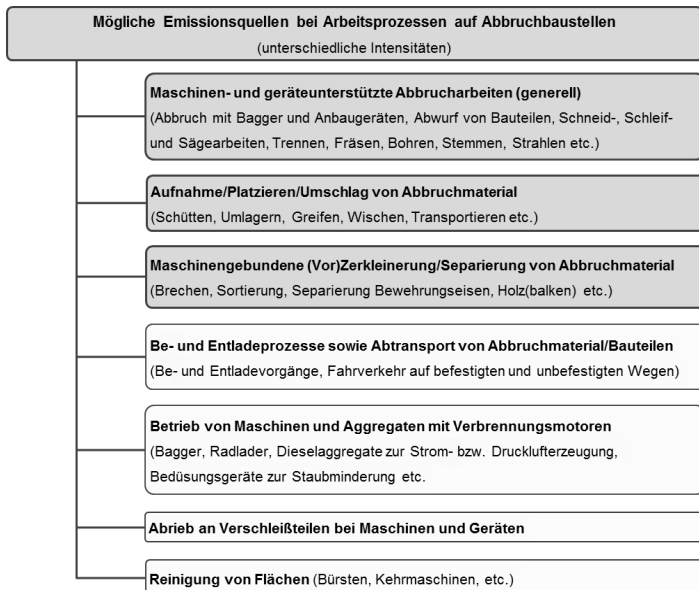 Mögliche Emissionsquellen bei Arbeitsprozessen auf Abbruchbaustellen
(unterschiedliche Intensitäten)
Maschinen- und geräteunterstützte Abbrucharbeiten (generell)
(Abbruch mit Bagger und Anbaugeräten, Abwurf von Bauteilen, Schneid-, Schleif-
und Sägearbeiten, Trennen, Fräsen, Bohren, Stemmen, Strahlen etc.)
Aufnahme/Platzieren/Umschlag von Abbruchmaterial
(Schütten, Umlagern, Greifen, Wischen, Transportieren etc.)
Maschinengebundene (Vor)Zerkleinerung/Separierung von Abbruchmaterial
(Brechen, Sortierung, Separierung Bewehrungseisen, Holz(balken) etc.)
Be- und Entladeprozesse sowie Abtransport von Abbruchmaterial/Bauteilen
(Be- und Entladevorgänge, Fahrverkehr auf befestigten und unbefestigten Wegen)
Betrieb von Maschinen und Aggregaten mit Verbrennungsmotoren
(Bagger, Radlader, Dieselaggregate zur Strom- bzw. Drucklufterzeugung,
Bedüsungsgeräte zur Staubminderung etc.
Abrieb an Verschleißteilen bei Maschinen und Geräten
Reinigung von Flächen (Bürsten, Kehrmaschinen, etc.)